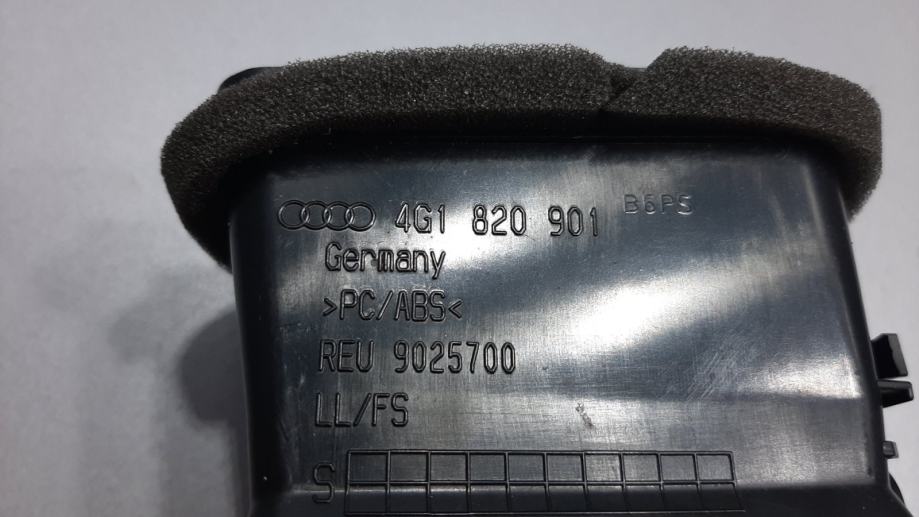 4G1 820 901 B6PS
Germany
>PC/ABS<
REU 9025700
LL/FS
S